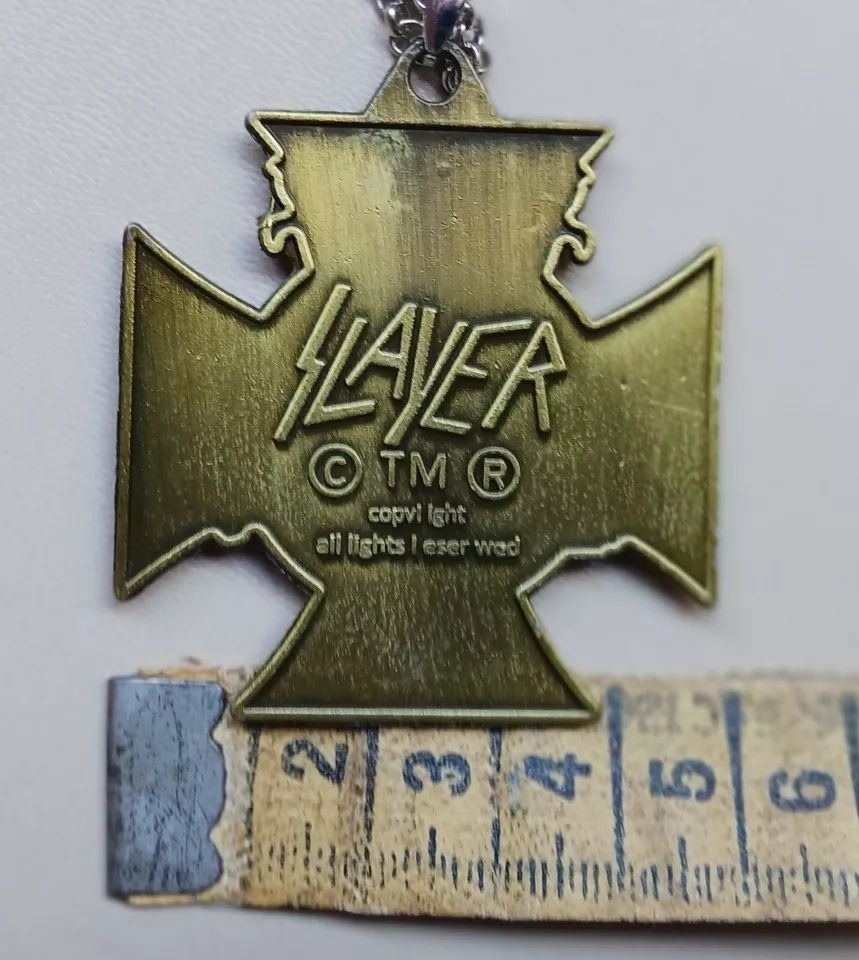 SLAYER
© TM ®
copvi ight
all lights l eser wed
2 3 4 5 6